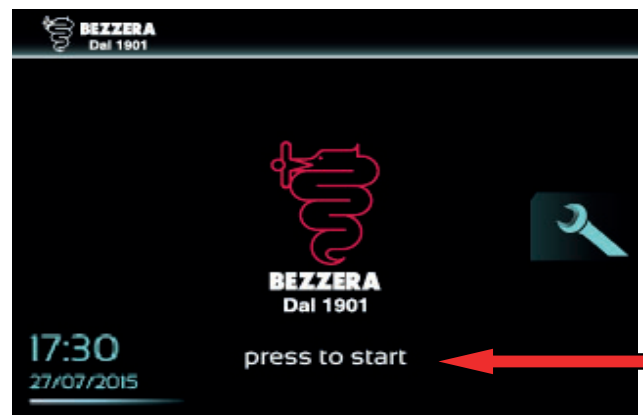 BEZZERA
Dal 1901
BEZZERA
Dal 1901
17:30
press to start
27/07/2015